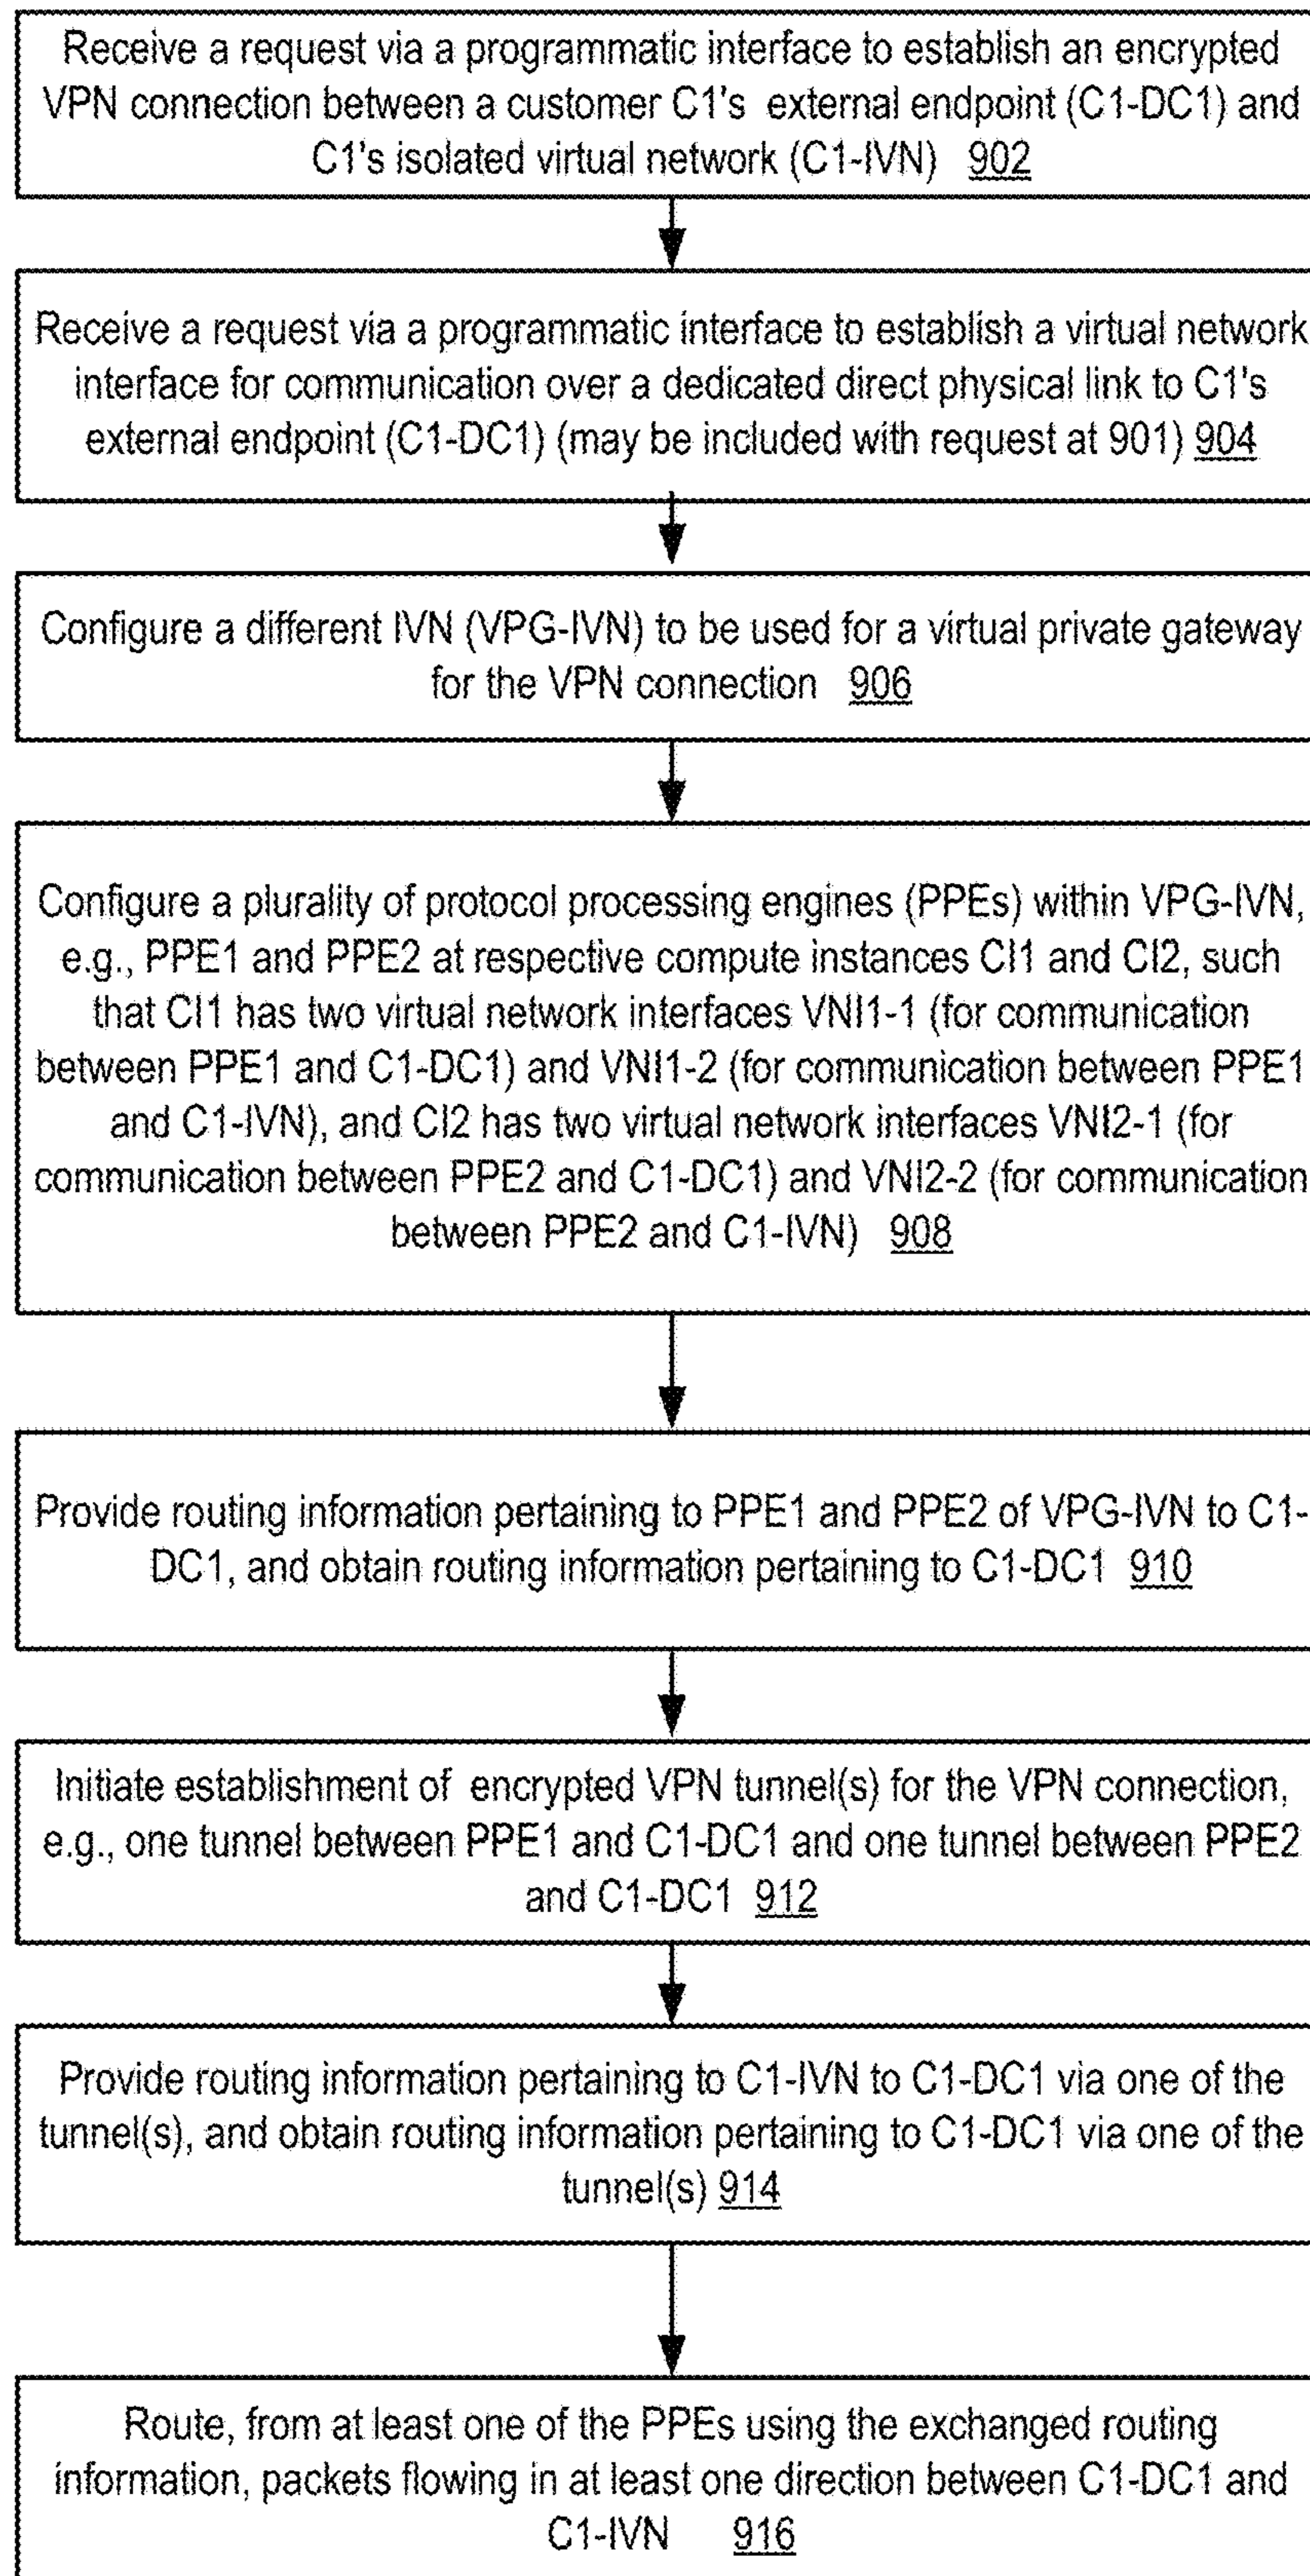 Receive a request via a programmatic interface to establish an encrypted
VPN connection between a customer C1's external endpoint (C1-DC1) and
C1's isolated virtual network (C1-IVN) 902
Receive a request via a programmatic interface to establish a virtual network
interface for communication over a dedicated direct physical link to C1's
external endpoint (C1-DC1) (may be included with request at 901) 904
Configure a different IVN (VPG-IVN) to be used for a virtual private gateway
for the VPN connection 906
Configure a plurality of protocol processing engines (PPEs) within VPG-IVN,
e.g., PPE1 and PPE2 at respective compute instances CI1 and CI2, such
that CI1 has two virtual network interfaces VNI1-1 (for communication
between PPE1 and C1-DC1) and VNI1-2 (for communication between PPE1
and C1-IVN), and CI2 has two virtual network interfaces VNI2-1 (for
communication between PPE2 and C1-DC1) and VNI2-2 (for communication
between PPE2 and C1-IVN) 908
Provide routing information pertaining to PPE1 and PPE2 of VPG-IVN to C1-
DC1, and obtain routing information pertaining to C1-DC1 910
Initiate establishment of encrypted VPN tunnel(s) for the VPN connection,
e.g., one tunnel between PPE1 and C1-DC1 and one tunnel between PPE2
and C1-DC1 912
Provide routing information pertaining to C1-IVN to C1-DC1 via one of the
tunnel(s), and obtain routing information pertaining to C1-DC1 via one of the
tunnel(s) 914
Route, from at least one of the PPEs using the exchanged routing
information, packets flowing in at least one direction between C1-DC1 and
C1-IVN 916